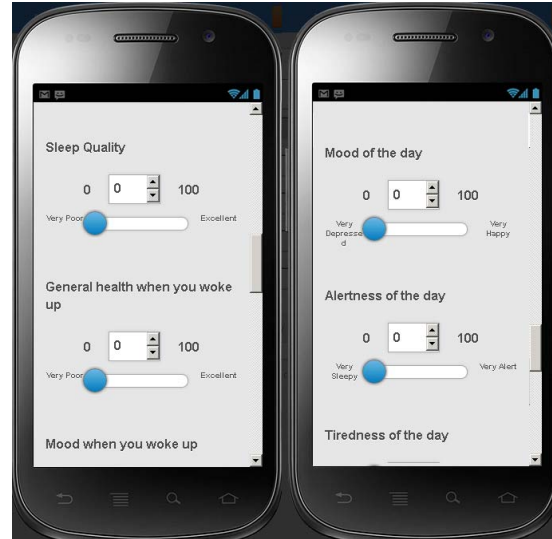 Sleep Quality
0 0 100
Very Poor Excellent
General health when you woke
up
0 0 100
Very Poor Excellent
Mood when you woke up
Mood of the day
0 0 100
Very
Depresse
d
Very
Happy
Alertness of the day
0 0 100
Very
Sleepy
Very Alert
Tiredness of the day